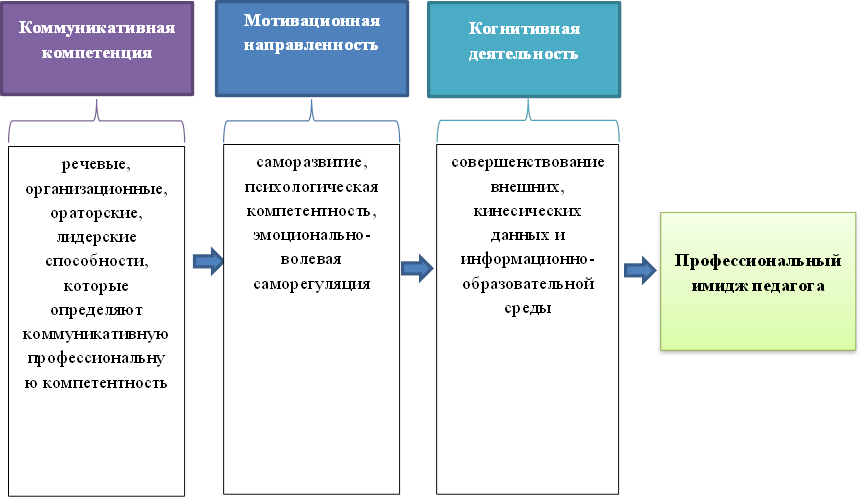 Коммуникативная
компетенция
Мотивационная
направленность
Когнитивная
деятельность
речевые,
организационные,
ораторские,
лидерские
способности,
которые
определяют
коммуникативную
профессиональну
ю компетентность
саморазвитие,
психологическая
компетентность,
эмоционально-
волевая
саморегуляция
совершенствование
внешних,
кинесических
данных и
информационно-
образовательной
среды
Профессиональный
имидж педагога